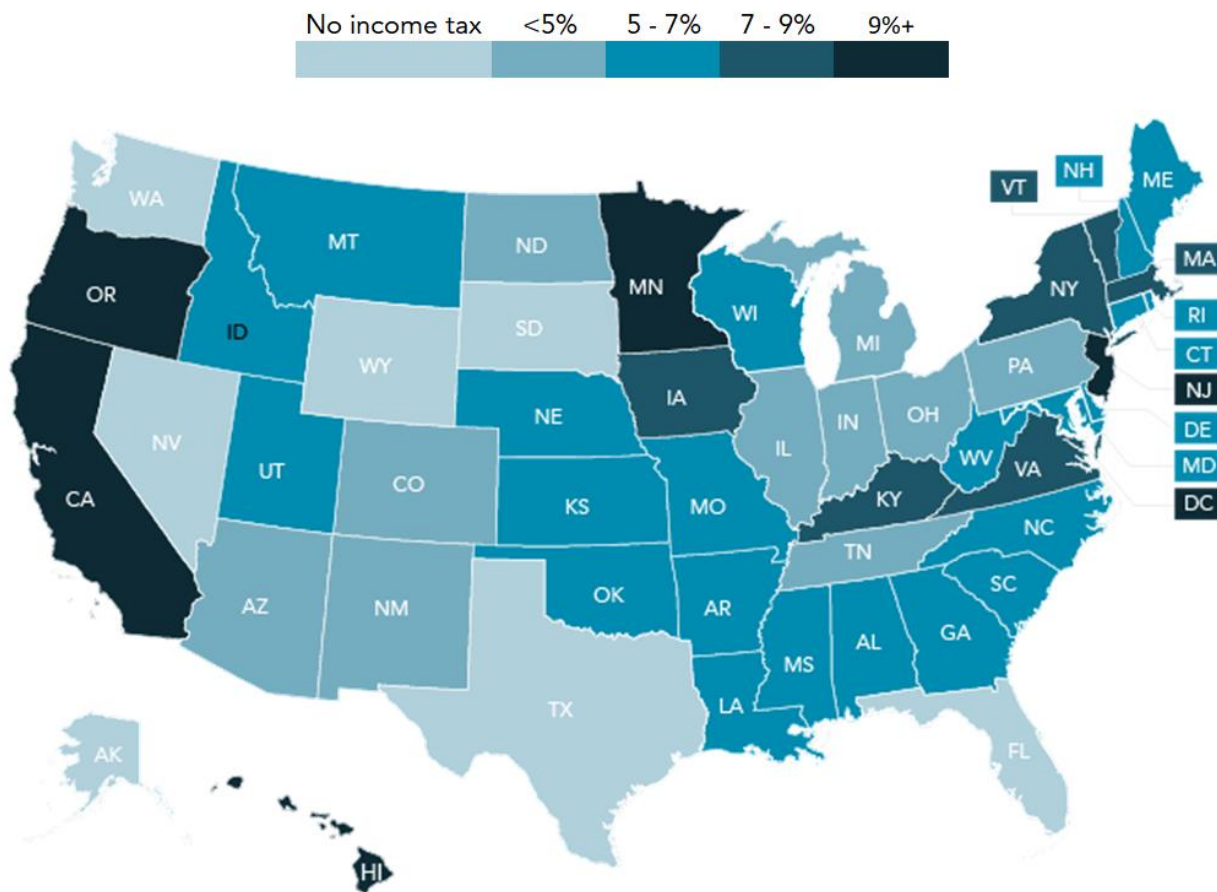 No income tax <5% 5 - 7% 7 - 9% 9%+
NH
ME
VT
WA
MT
ND
MN
MA
OR
NY
WI
RI
ID
SD
MI
CT
WY
PA
NJ
IA
NE
OH
IN
DE
NV
IL
WV
MD
UT
VA
CO
CA
KY
DC
KS
MO
NC
TN
OK
SC
AZ
NM
AR
GA
AL
MS
LA
TX
AK
FL
HI